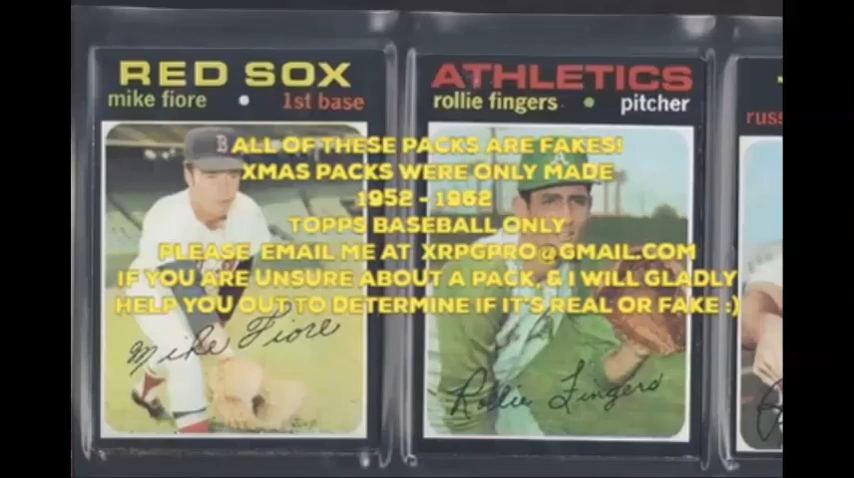 RED SOX
mike fiore • 1st base
ATHLETICS
rollie fingers • pitcher
russ
ALL OF THESE PACKS ARE FAKES!
XMAS PACKS WERE ONLY MADE
1952 - 1962
TOPPS BASEBALL ONLY
PLEASE EMAIL ME AT XRPGPRO@GMAIL.COM
IF YOU ARE UNSURE ABOUT A PACK, & I WILL GLADLY
HELP YOU OUT TO DETERMINE IF IT'S REAL OR FAKE :)
Mike Fiore
Rollie Fingers
B
A